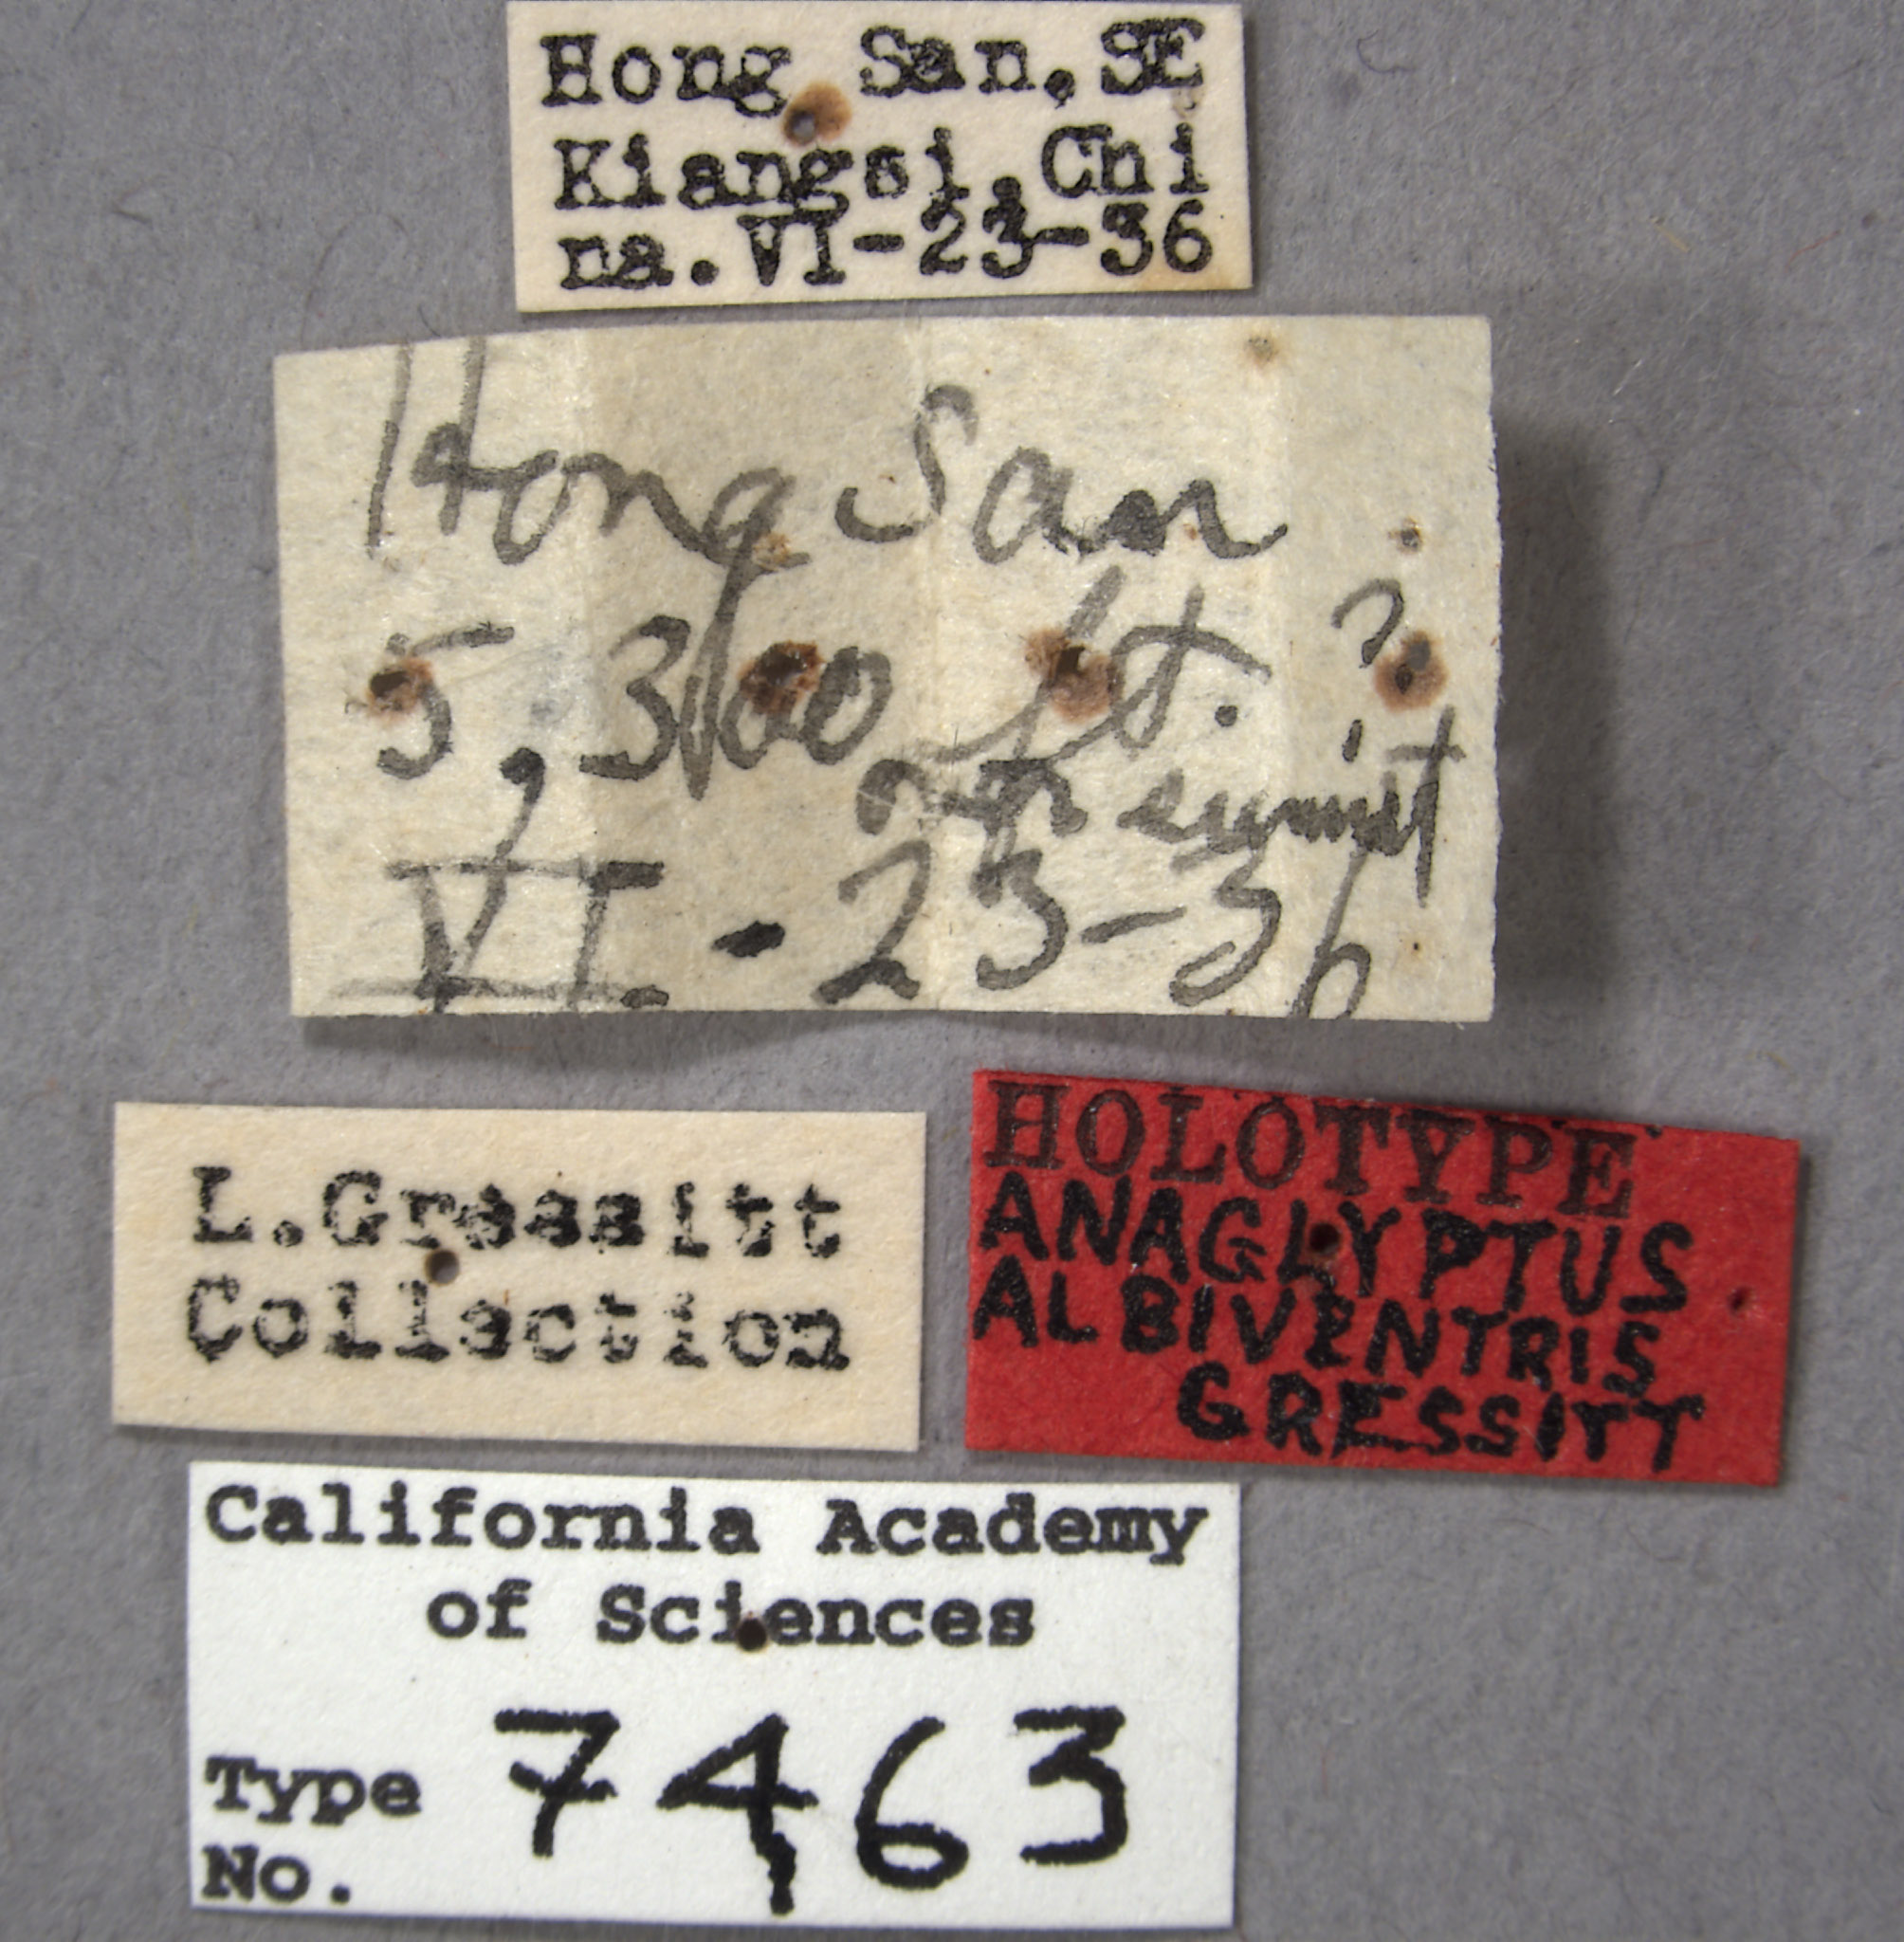 Hong San, SE
Kiangsi, Chi
na. VI-23-36
Hong San
5,300 ft. ?
on summit
VI.-23-36
L. Gressitt
Collection
HOLOTYPE
ANAGLYPTUS
ALBIVENTRIS
GRESSITT
California Academy
of Sciences
Type 7463
No.